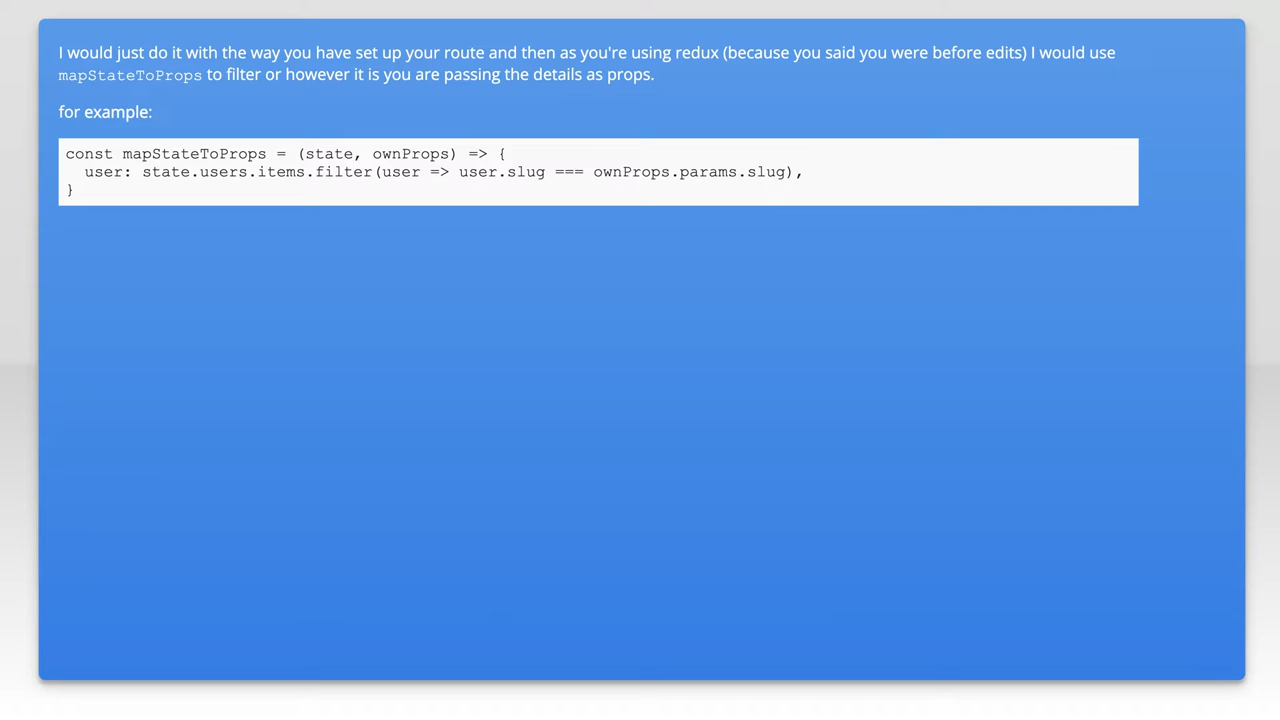 I would just do it with the way you have set up your route and then as you're using redux (because you said you were before edits) I would use
mapStateToProps to filter or however it is you are passing the details as props.
for example:
const mapStateToProps = (state, ownProps) => {
  user: state.users.items.filter(user => user.slug === ownProps.params.slug),
}